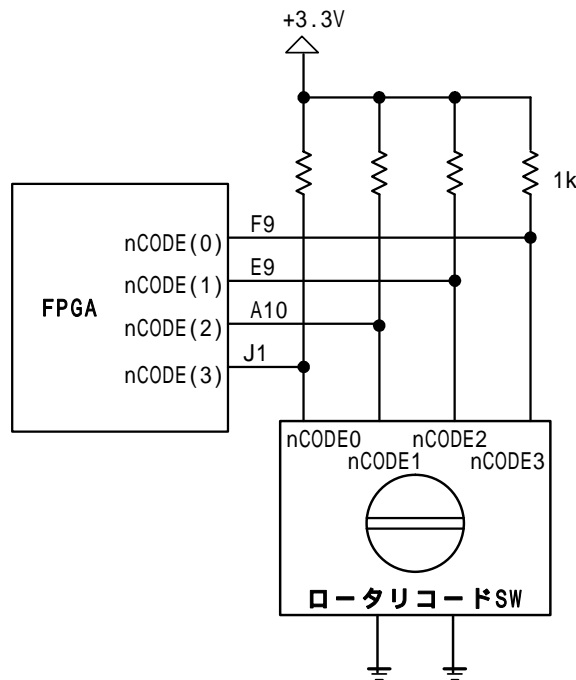 +3.3V
1k
F9
nCODE(0)
E9
nCODE(1)
FPGA
A10
nCODE(2)
J1
nCODE(3)
nCODE0
nCODE2
nCODE1
nCODE3
ロータリコードSW